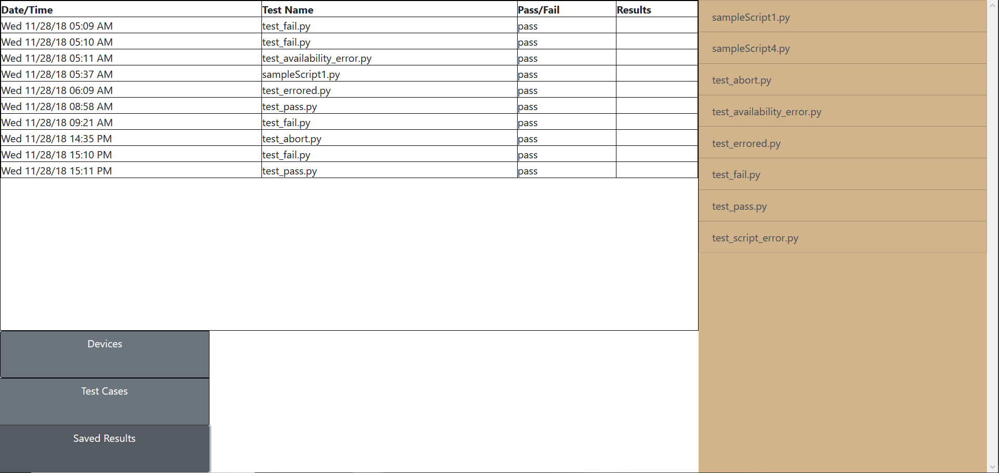 Date/Time Test Name Pass/Fail Results
Wed 11/28/18 05:09 AM test_fail.py pass
Wed 11/28/18 05:10 AM test_fail.py pass
Wed 11/28/18 05:11 AM test_availability_error.py pass
Wed 11/28/18 05:37 AM sampleScript1.py pass
Wed 11/28/18 06:09 AM test_errored.py pass
Wed 11/28/18 08:58 AM test_pass.py pass
Wed 11/28/18 09:21 AM test_fail.py pass
Wed 11/28/18 14:35 PM test_abort.py pass
Wed 11/28/18 15:10 PM test_fail.py pass
Wed 11/28/18 15:11 PM test_pass.py pass
Devices
Test Cases
Saved Results
sampleScript1.py
sampleScript4.py
test_abort.py
test_availability_error.py
test_errored.py
test_fail.py
test_pass.py
test_script_error.py